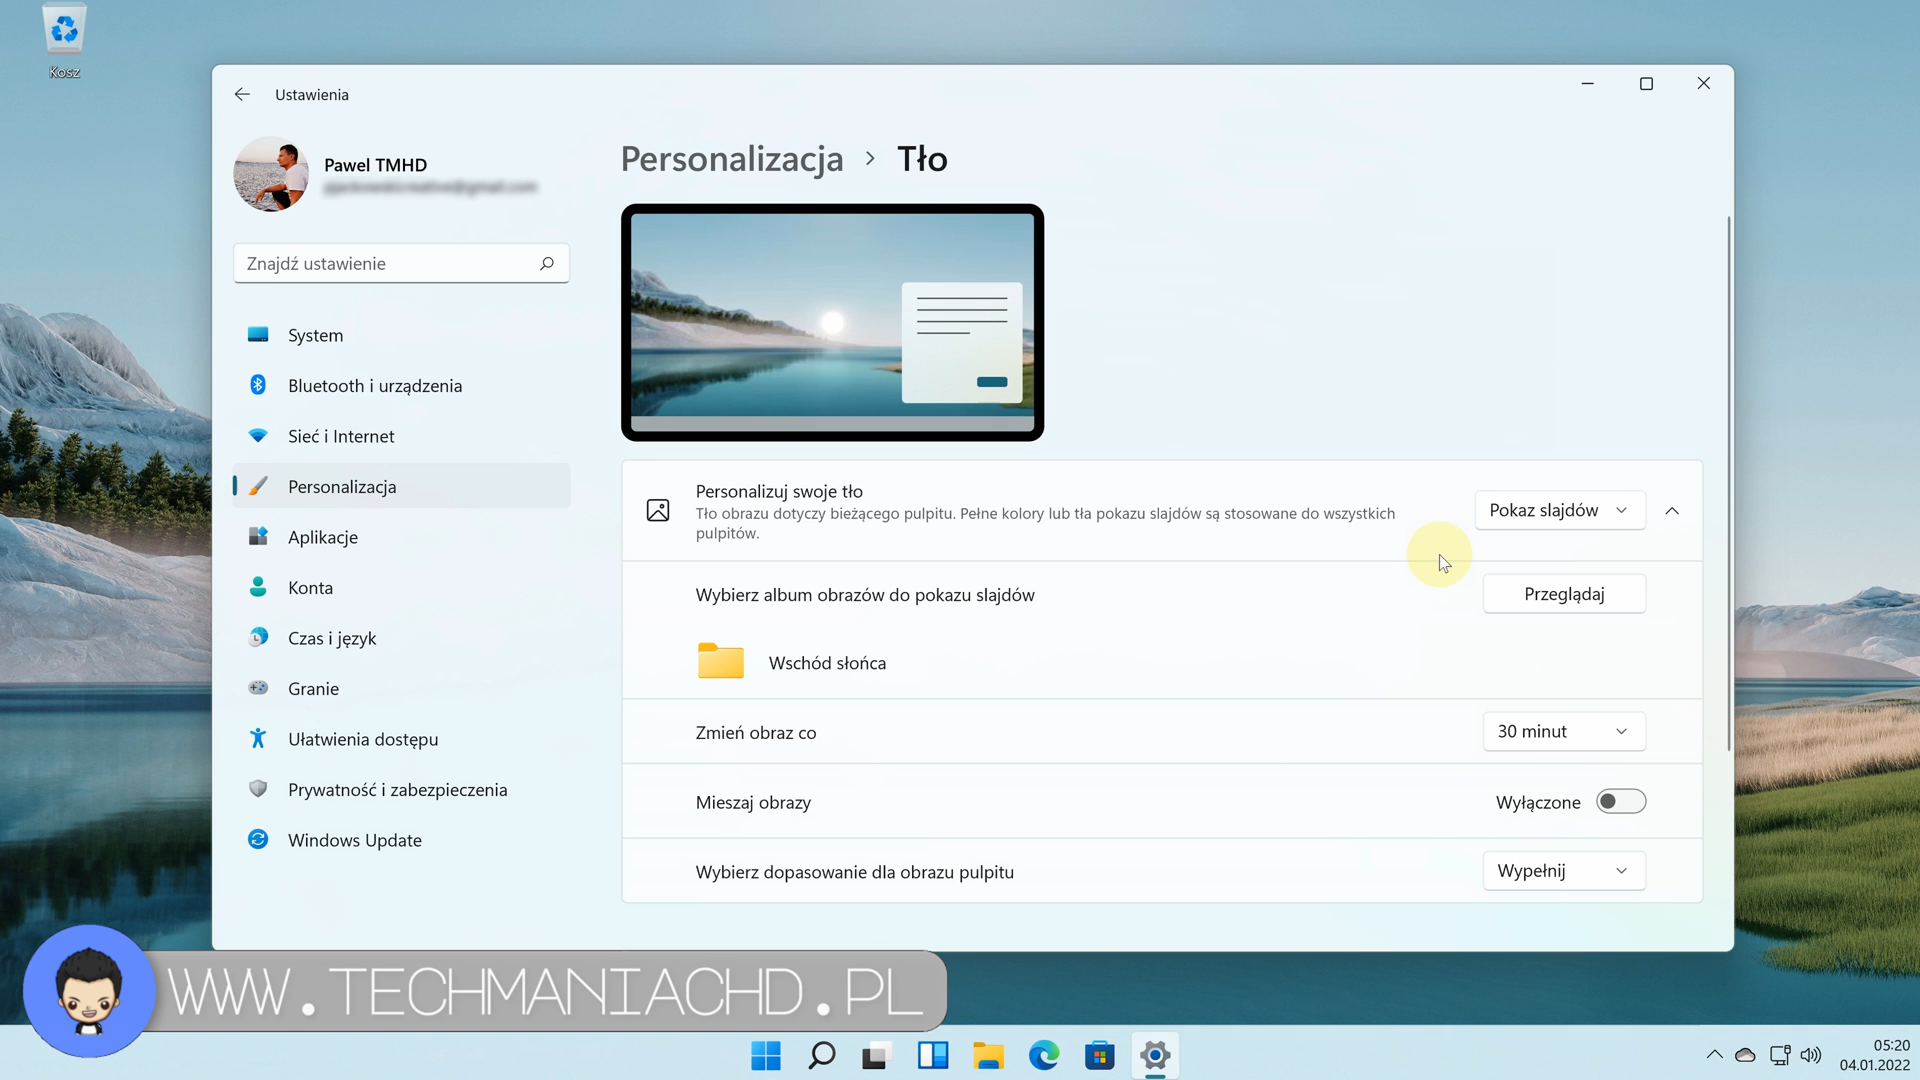 Kosz
Ustawienia
Pawel TMHD
Znajdź ustawienie
System
Bluetooth i urządzenia
Sieć i Internet
Personalizacja
Aplikacje
Konta
Czas i język
Granie
Ułatwienia dostępu
Prywatność i zabezpieczenia
Windows Update
Personalizacja > Tło
Personalizuj swoje tło
Tło obrazu dotyczy bieżącego pulpitu. Pełne kolory lub tła pokazu slajdów są stosowane do wszystkich
pulpitów.
Pokaz slajdów
Wybierz album obrazów do pokazu slajdów
Przeglądaj
Wschód słońca
Zmień obraz co
30 minut
Mieszaj obrazy
Wyłączone
Wybierz dopasowanie dla obrazu pulpitu
Wypełnij
WWW.TECHMANIACHD.PL
05:20
04.01.2022